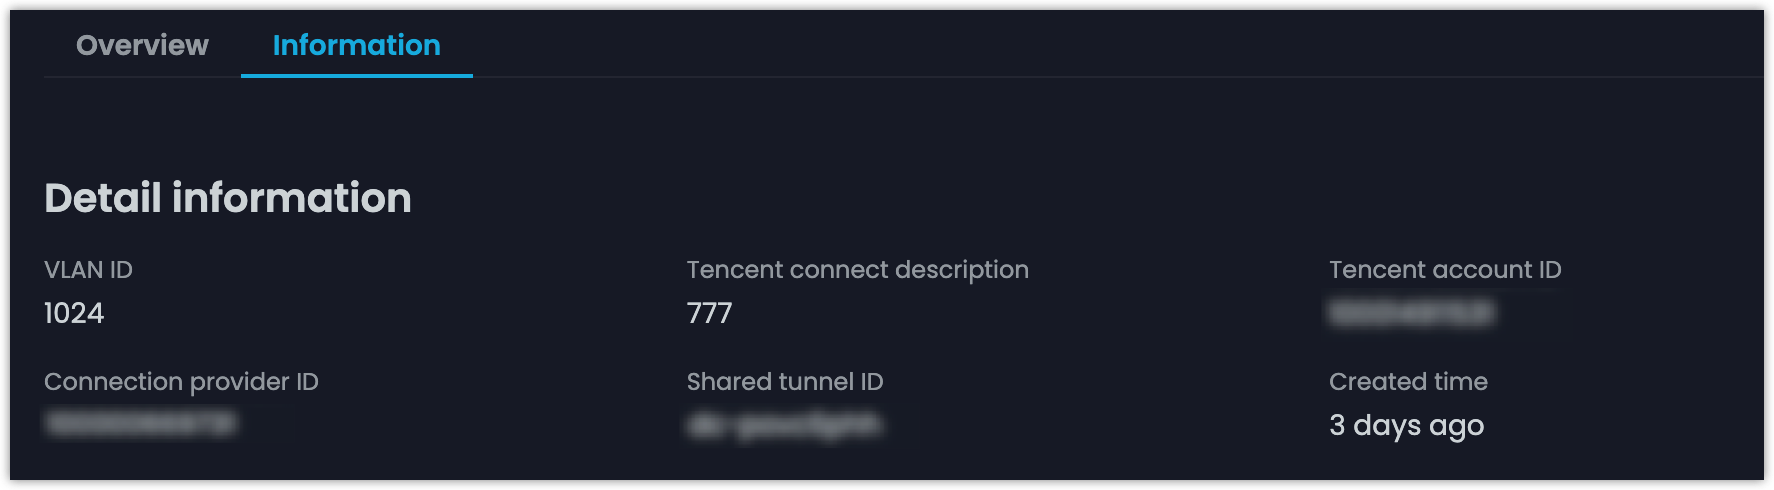 Overview Information
Detail information
VLAN ID
1024
Tencent connect description
777
Tencent account ID
Connection provider ID
Shared tunnel ID
Created time
3 days ago